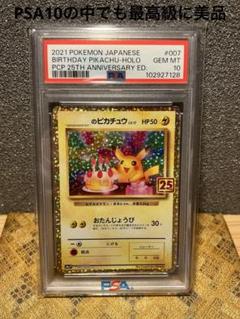 PSA10の中でも最高級に美品
2021 POKEMON JAPANESE #007
BIRTHDAY PIKACHU-HOLO GEM MT
PCP 25TH ANNIVERSARY ED. 10
PSA 102927128
のピカチュウ HP50
25
おたんじょうび
PSA